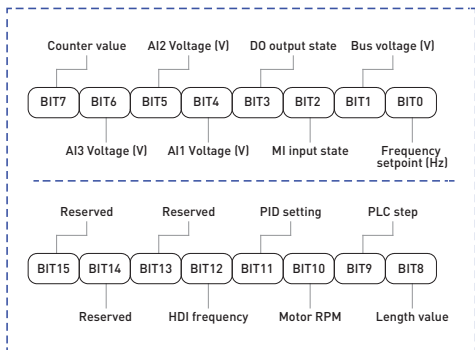 Counter value AI2 Voltage (V) DO output state Bus voltage (V)
BIT7 BIT6 BIT5 BIT4 BIT3 BIT2 BIT1 BIT0
AI3 Voltage (V) AI1 Voltage (V) MI input state Frequency
setpoint (Hz)
Reserved Reserved PID setting PLC step
BIT15 BIT14 BIT13 BIT12 BIT11 BIT10 BIT9 BIT8
Reserved HDI frequency Motor RPM Length value